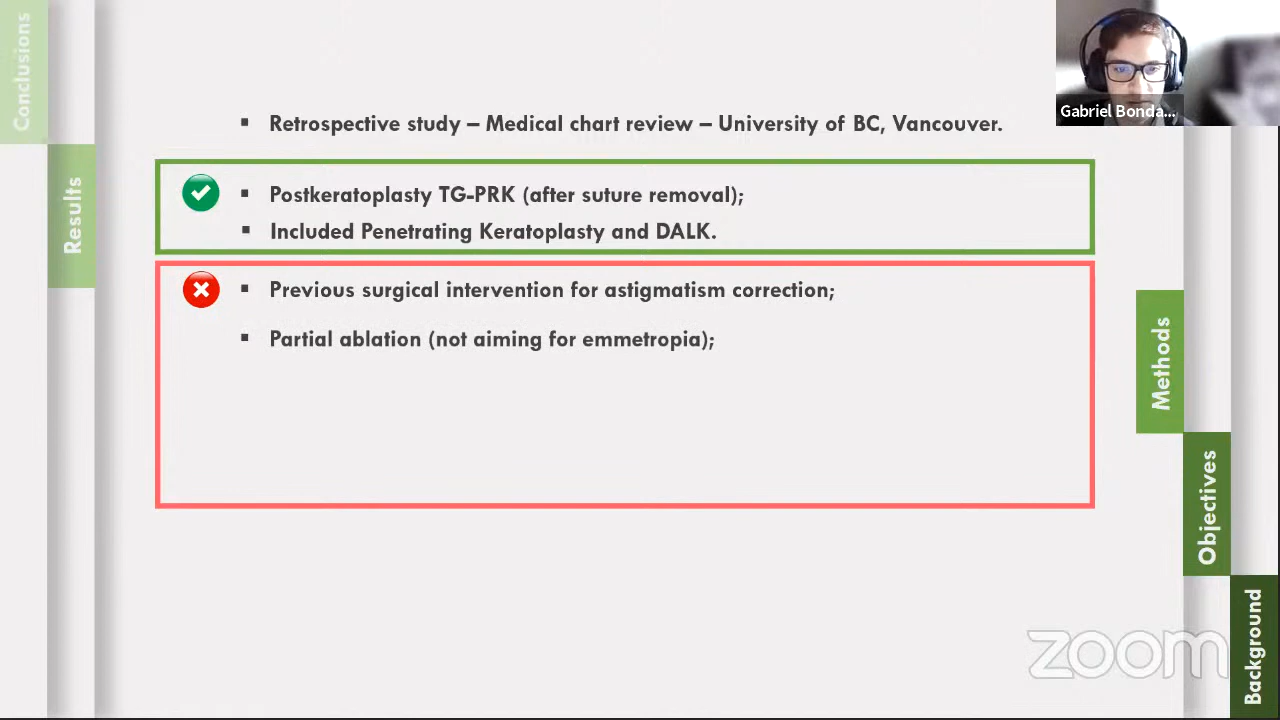 Conclusions
Results
▪ Retrospective study – Medical chart review – University of BC, Vancouver.
▪ Postkeratoplasty TG-PRK (after suture removal);
▪ Included Penetrating Keratoplasty and DALK.
▪ Previous surgical intervention for astigmatism correction;
▪ Partial ablation (not aiming for emmetropia);
Gabriel Bonda...
Methods
Objectives
Background
zoom